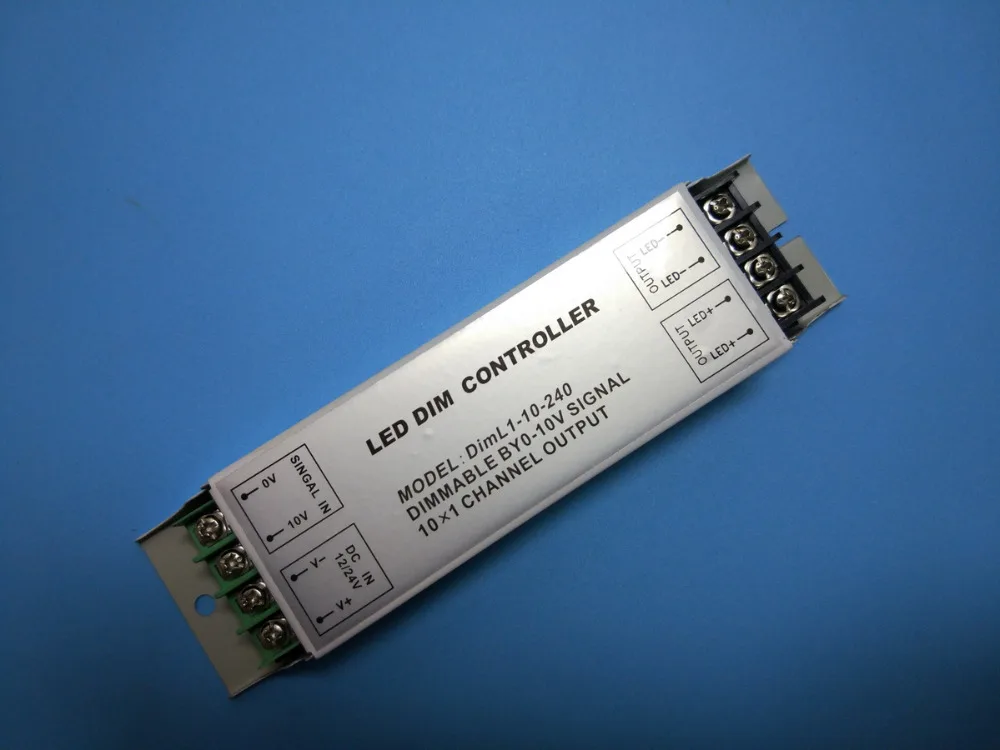 LED DIM CONTROLLER
MODEL: DimL1-10-240
DIMMABLE BY0-10V SIGNAL
10×1 CHANNEL OUTPUT
SINGAL IN
0V
10V
DC IN
12/24V
V-
V+
OUTPUT
LED-
LED-
OUTPUT
LED+
LED+